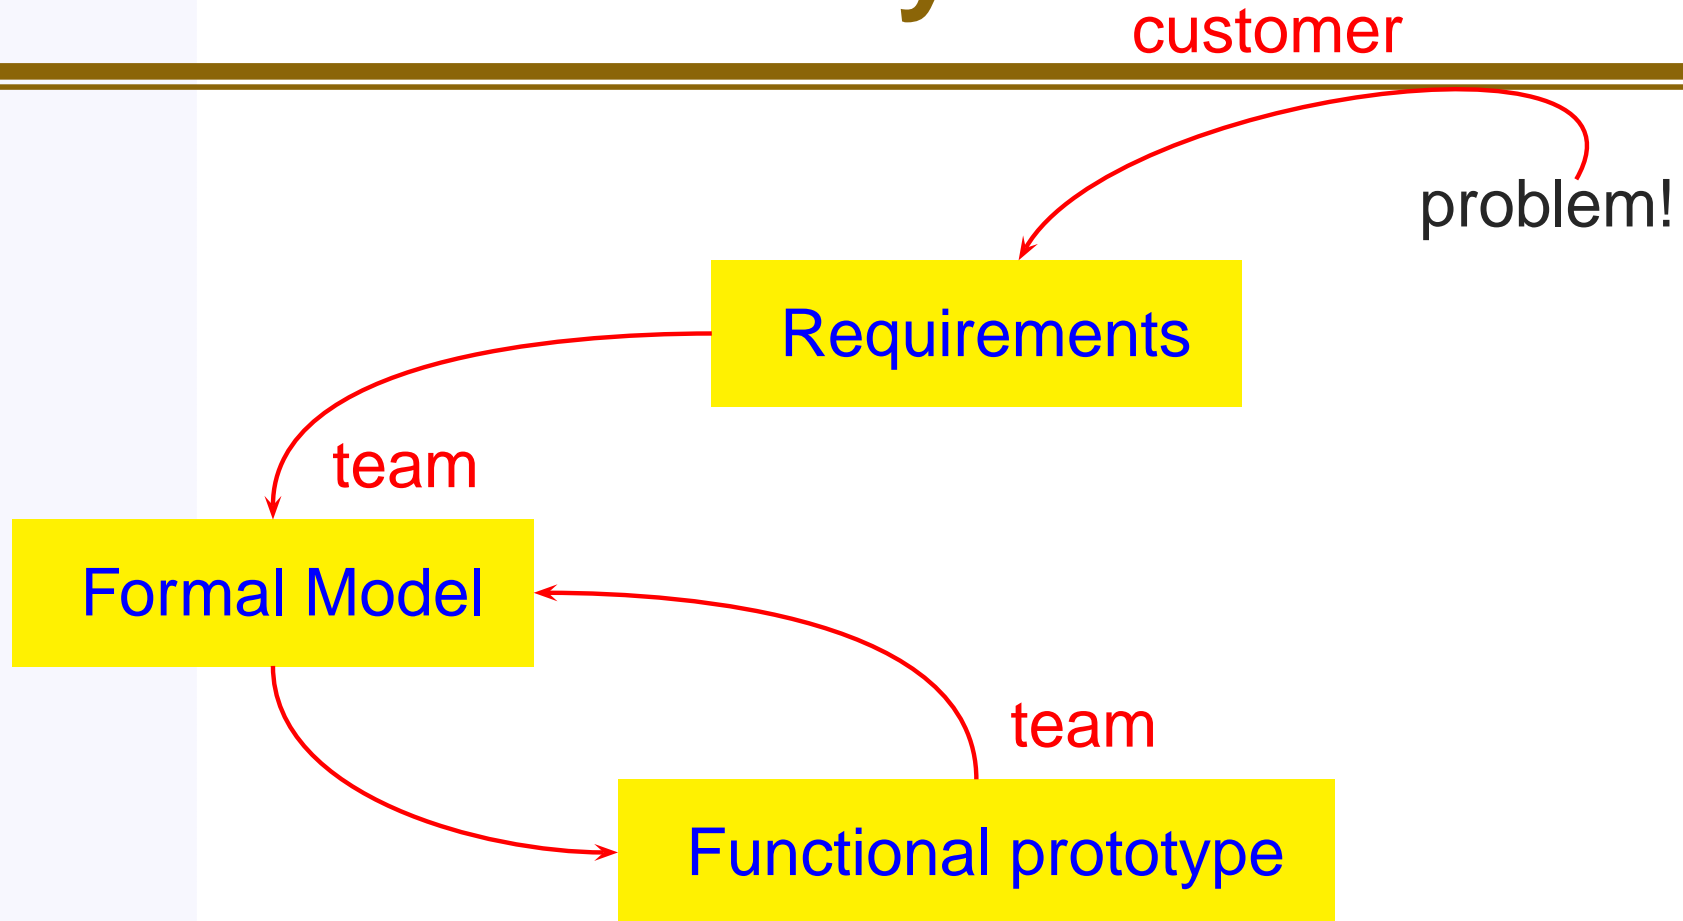 customer
problem!
Requirements
team
Formal Model
team
Functional prototype